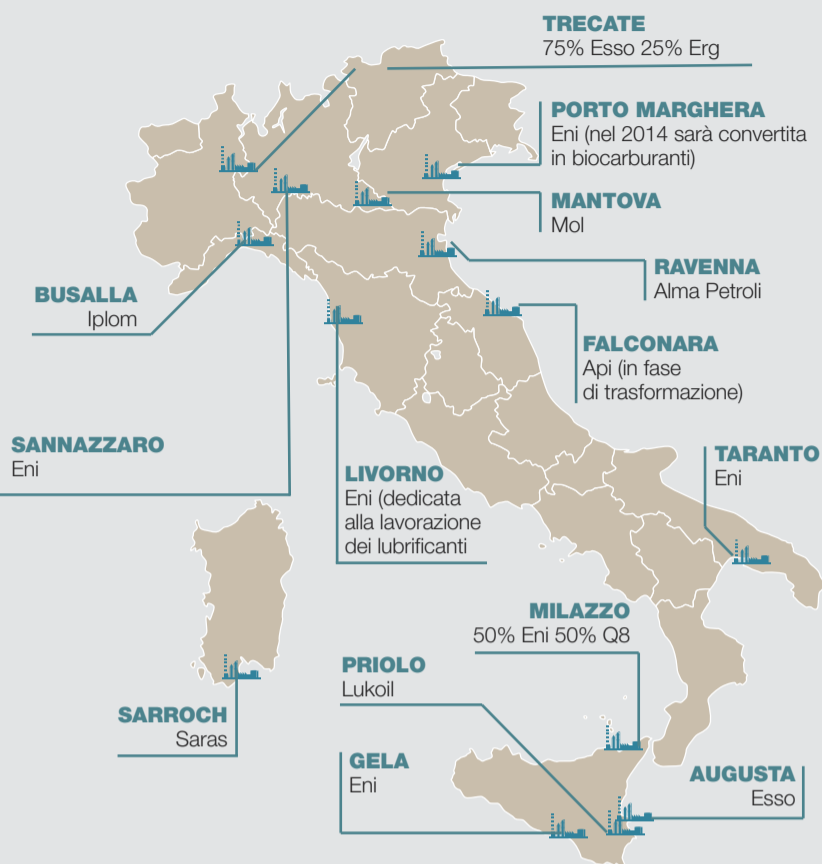 TRECATE
75% Esso 25% Erg
PORTO MARGHERA
Eni (nel 2014 sarà convertita
in biocarburanti)
MANTOVA
Mol
RAVENNA
Alma Petroli
BUSALLA
Iplom
FALCONARA
Api (in fase
di trasformazione)
SANNAZZARO
Eni
LIVORNO
Eni (dedicata
alla lavorazione
dei lubrificanti
TARANTO
Eni
MILAZZO
50% Eni 50% Q8
PRIOLO
Lukoil
SARROCH
Saras
GELA
Eni
AUGUSTA
Esso